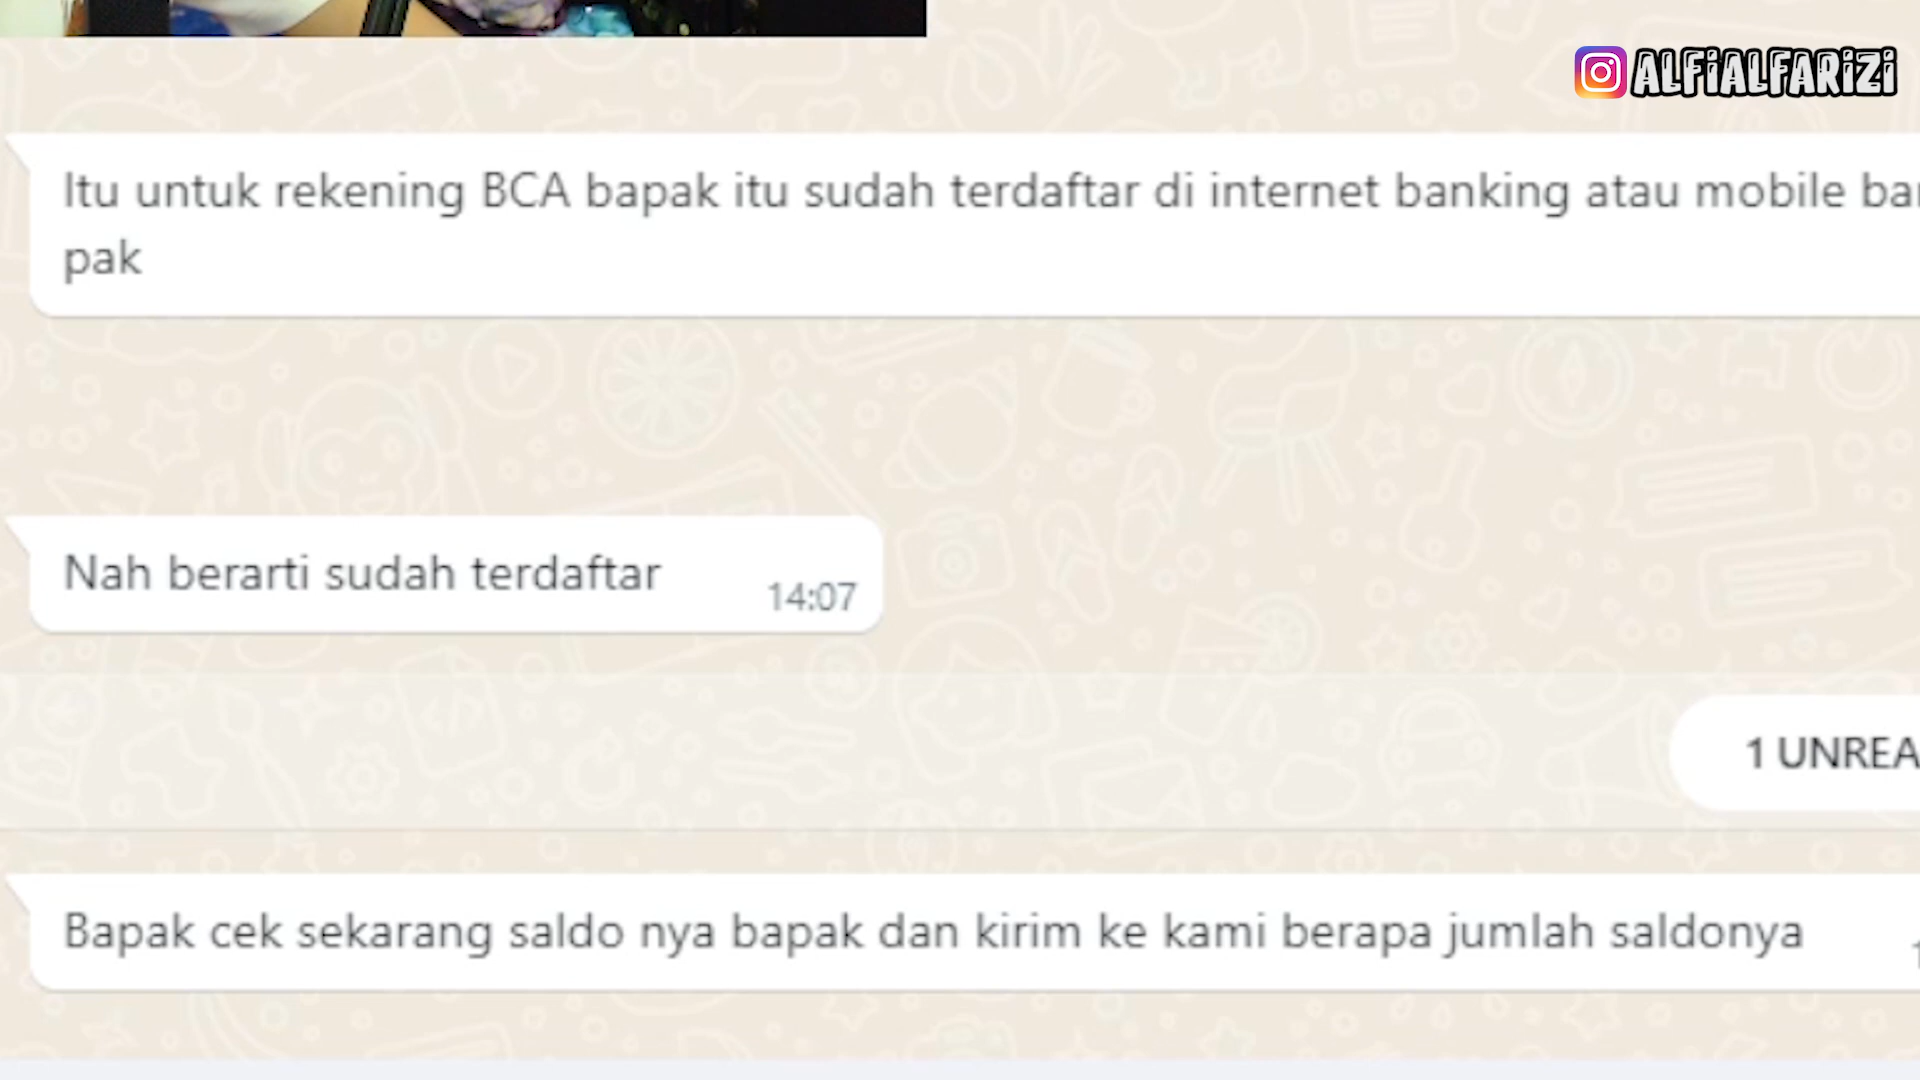 ALFIALFARIZI
Itu untuk rekening BCA bapak itu sudah terdaftar di internet banking atau mobile
pak
Nah berarti sudah terdaftar
14:07
1 UNREA
Bapak cek sekarang saldo nya bapak dan kirim ke kami berapa jumlah saldonya